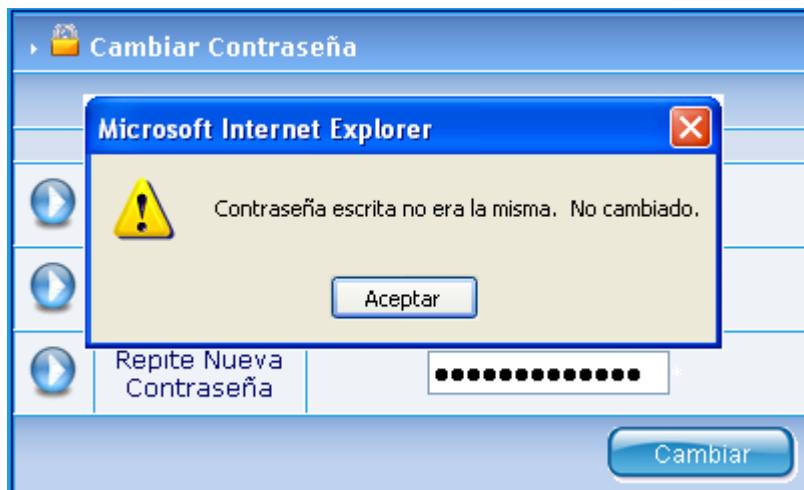 Cambiar Contraseña
Microsoft Internet Explorer
Contraseña escrita no era la misma. No cambiado.
Aceptar
Repite Nueva
Contraseña
●●●●●●●●●●●●● *
Cambiar